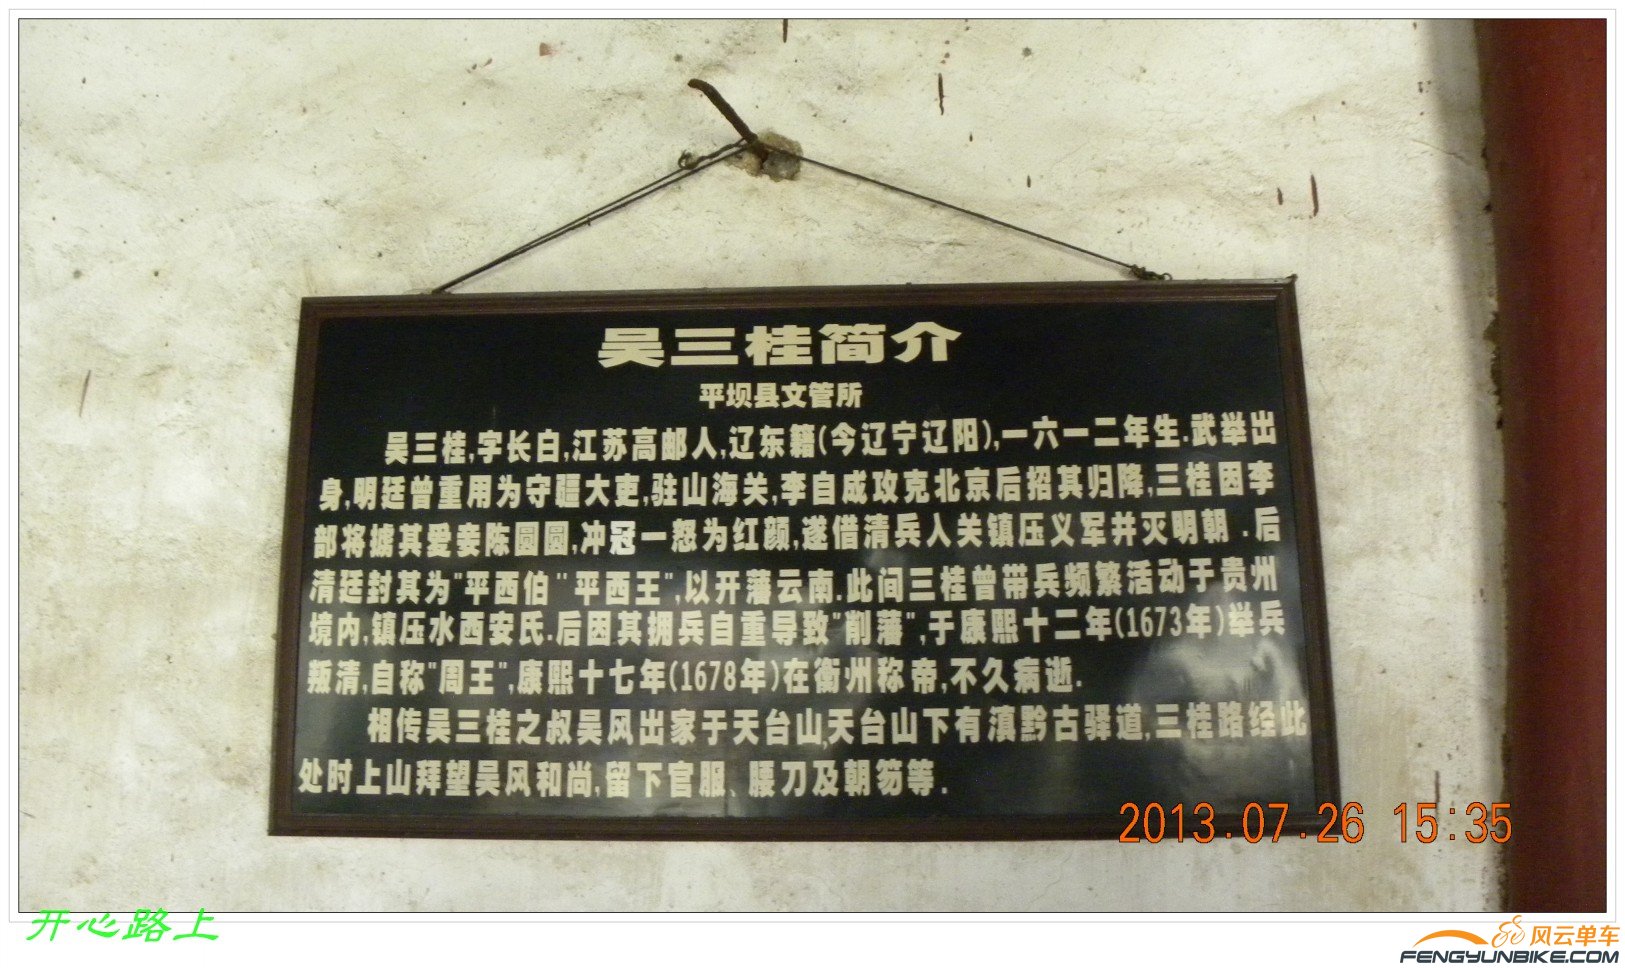 吴三桂简介
平坝县文管所
吴三桂,字长白,江苏高邮人,辽东籍(今辽宁辽阳),一六一二年生.武举出
身,明廷曾重用为守疆大吏,驻山海关,李自成攻克北京后招其归降,三桂因李
部将掳其爱妾陈圆圆,冲冠一怒为红颜,遂借清兵入关镇压义军并灭明朝.后
清廷封其为"平西伯""平西王",以开藩云南.此间三桂曾带兵频繁活动于贵州
境内,镇压水西安氏.后因其拥兵自重导致"削藩",于康熙十二年(1673年)举兵
叛清,自称"周王",康熙十七年(1678年)在衡州称帝,不久病逝.
相传吴三桂之叔吴风出家于天台山,天台山下有滇黔古驿道,三桂路经此
处时上山拜望吴风和尚,留下官服、腰刀及朝笏等.
2013.07.26 15:35
开心路上
风云单车
FENGYUNBIKE.COM